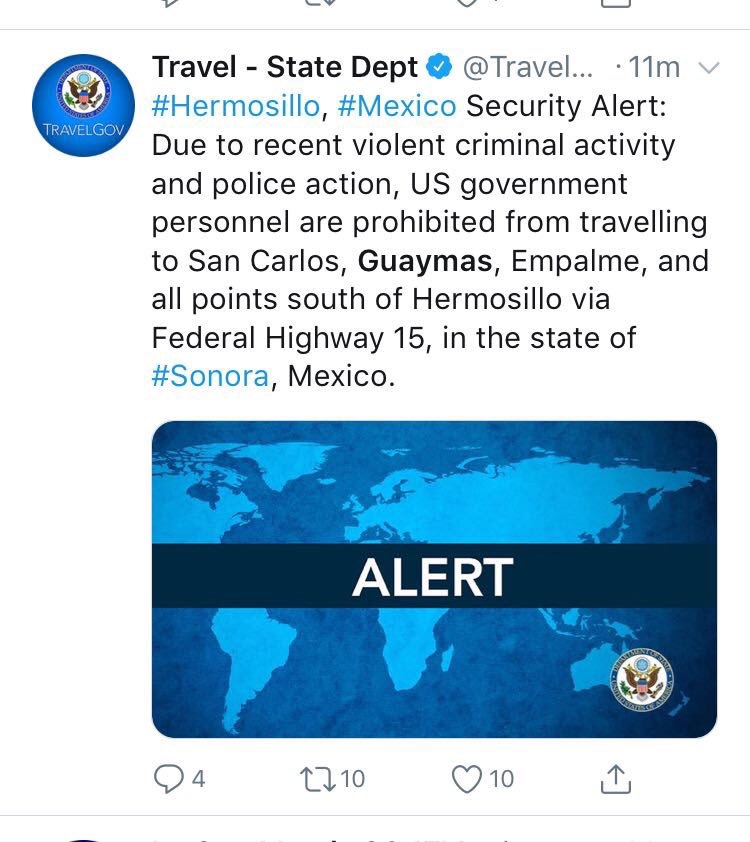 Travel - State Dept @Travel... · 11m
TRAVELGOV
#Hermosillo, #Mexico Security Alert:
Due to recent violent criminal activity
and police action, US government
personnel are prohibited from travelling
to San Carlos, Guaymas, Empalme, and
all points south of Hermosillo via
Federal Highway 15, in the state of
#Sonora, Mexico.
ALERT
4 10 10